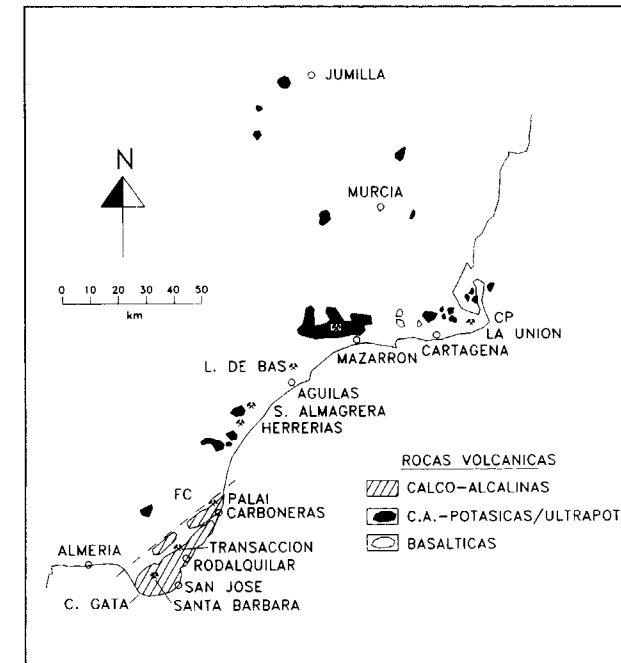 JUMILLA
N
MURCIA
0 10 20 30 40 50
km
CP
LA UNION
CARTAGENA
MAZARRON
L. DE BAS
AGUILAS
S. ALMAGRERA
HERRERIAS
ROCAS VOLCANICAS
FC
PALAI
CALCO-ALCALINAS
CARBONERAS
C.A.-POTASICAS/ULTRAPOT
ALMERIA
TRANSACCION
BASALTICAS
RODALQUILAR
SAN JOSE
C. GATA
SANTA BARBARA